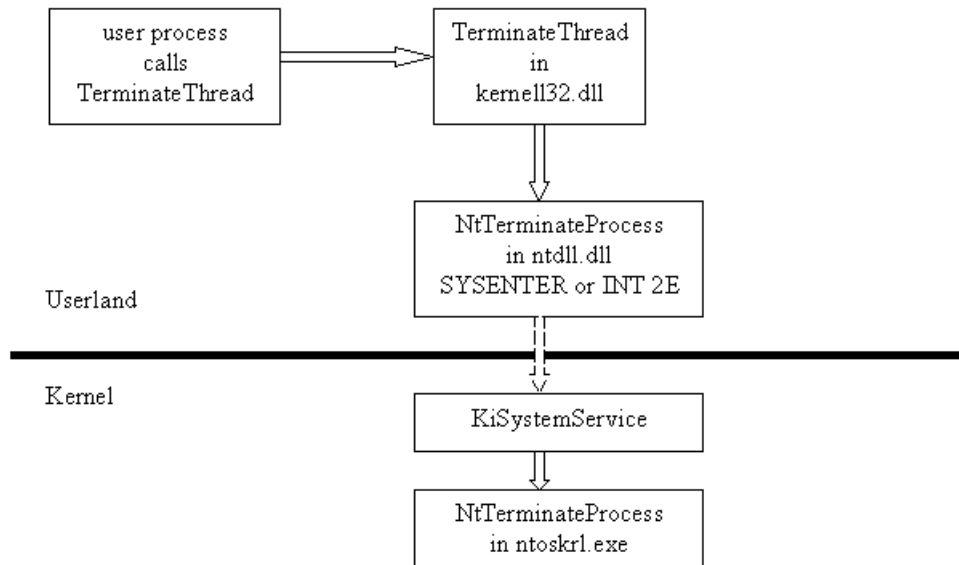 user process
calls
TerminateThread
TerminateThread
in
kernell32.dll
NtTerminateProcess
in ntdll.dll
SYSENTER or INT 2E
Userland
Kernel
KiSystemService
NtTerminateProcess
in ntoskrl.exe